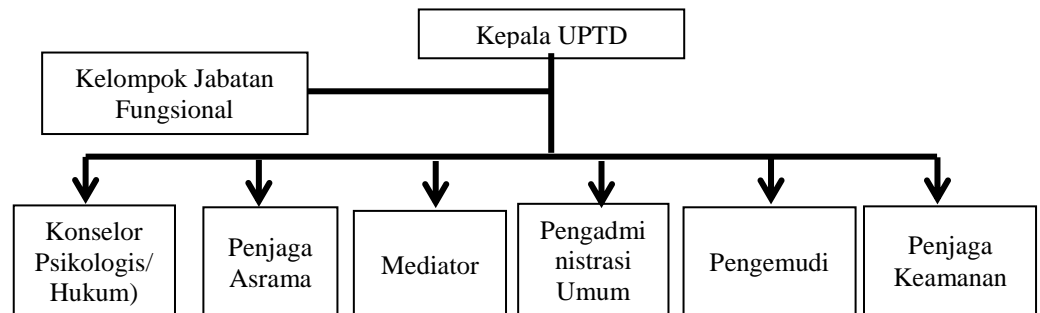 Kepala UPTD
Kelompok Jabatan
Fungsional
Konselor
Psikologis/
Hukum)
Penjaga
Asrama
Mediator
Pengadmi
nistrasi
Umum
Pengemudi
Penjaga
Keamanan